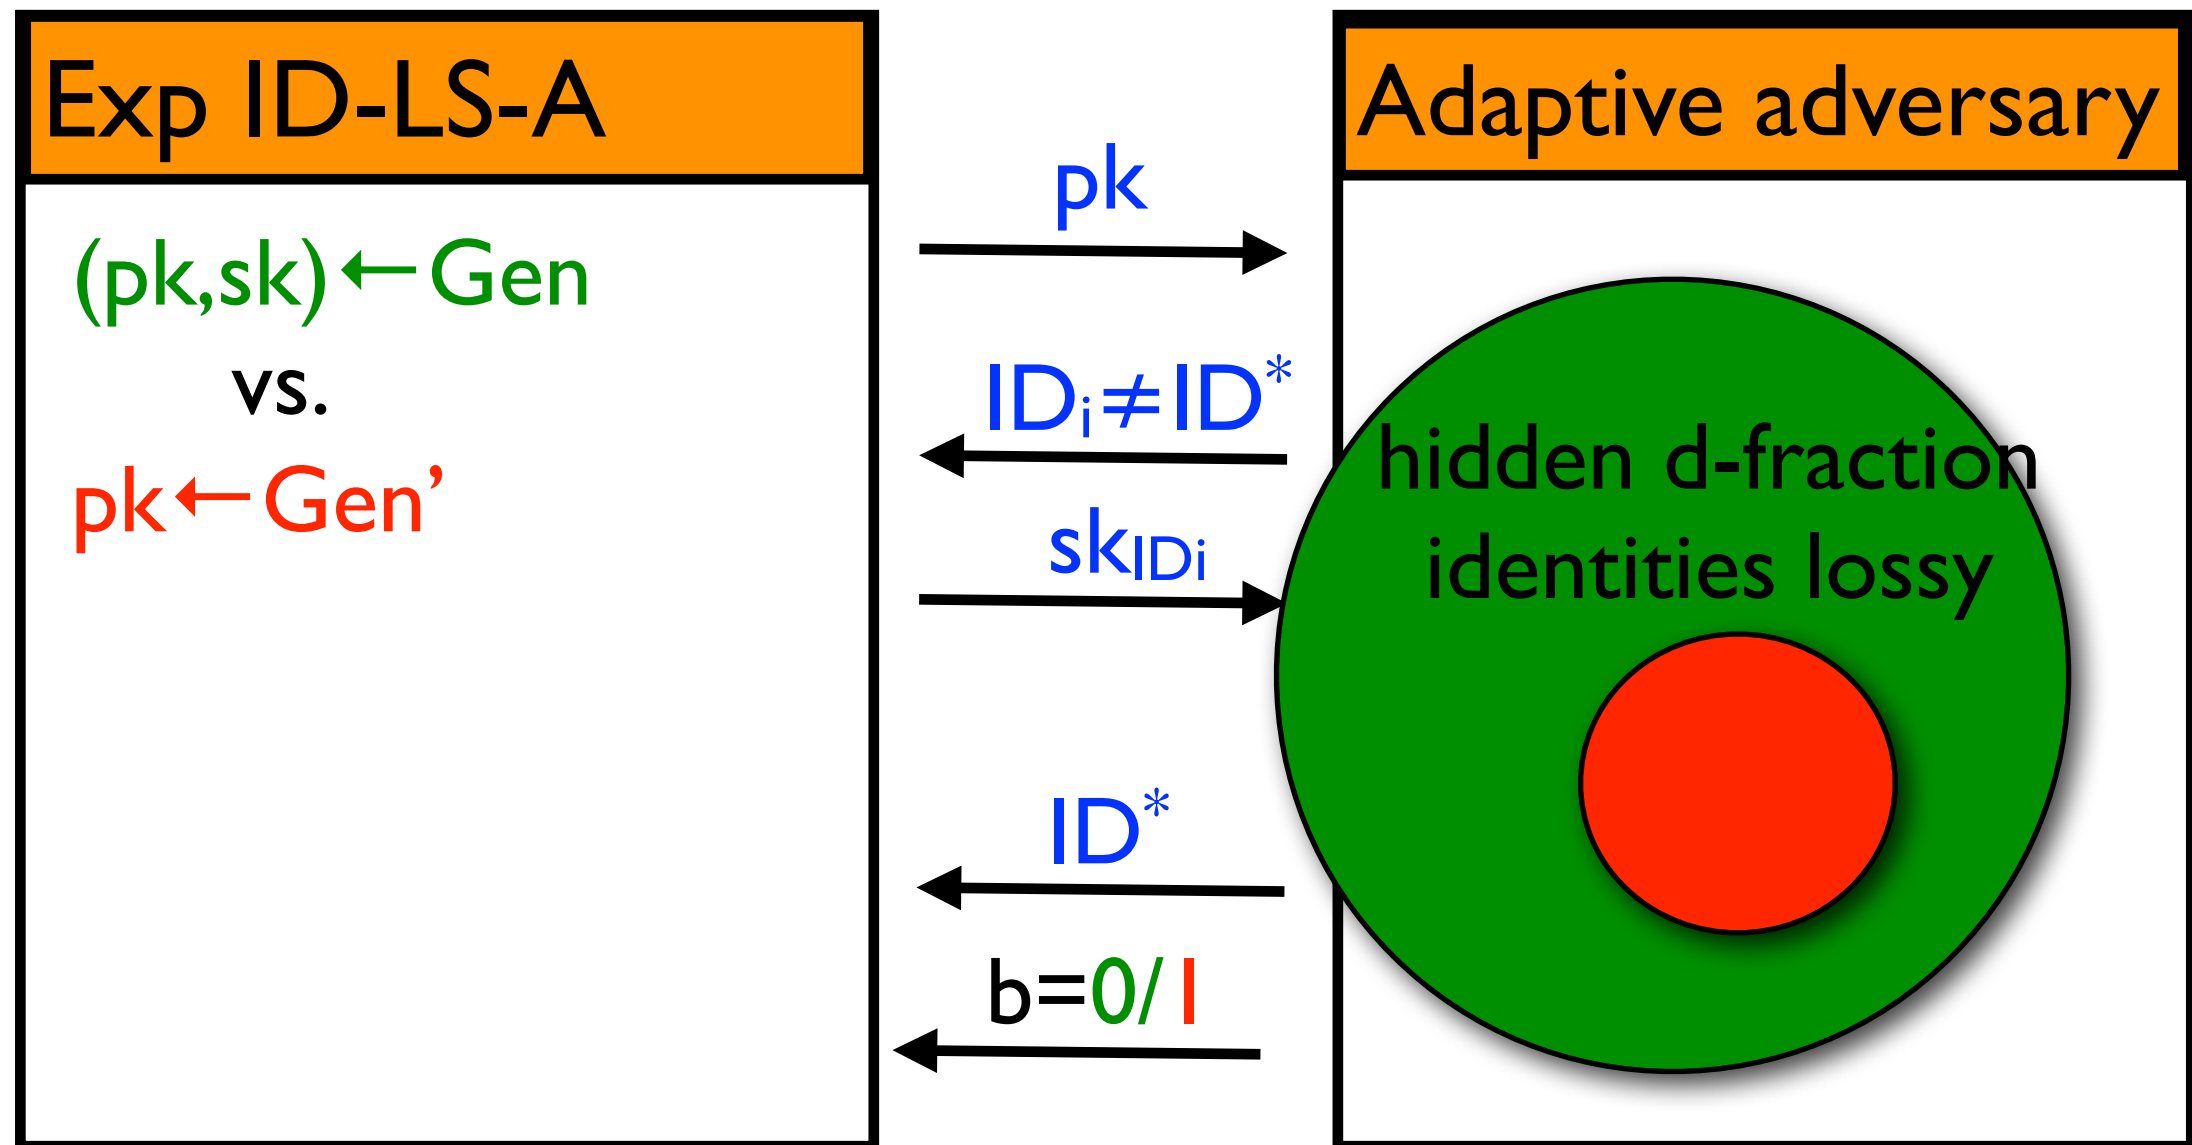 Exp ID-LS-A
(pk,sk)←Gen
vs.
pk←Gen’
pk
IDᵢ≠ID*
sk_IDi
ID*
b=0/1
Adaptive adversary
hidden d-fraction
identities lossy